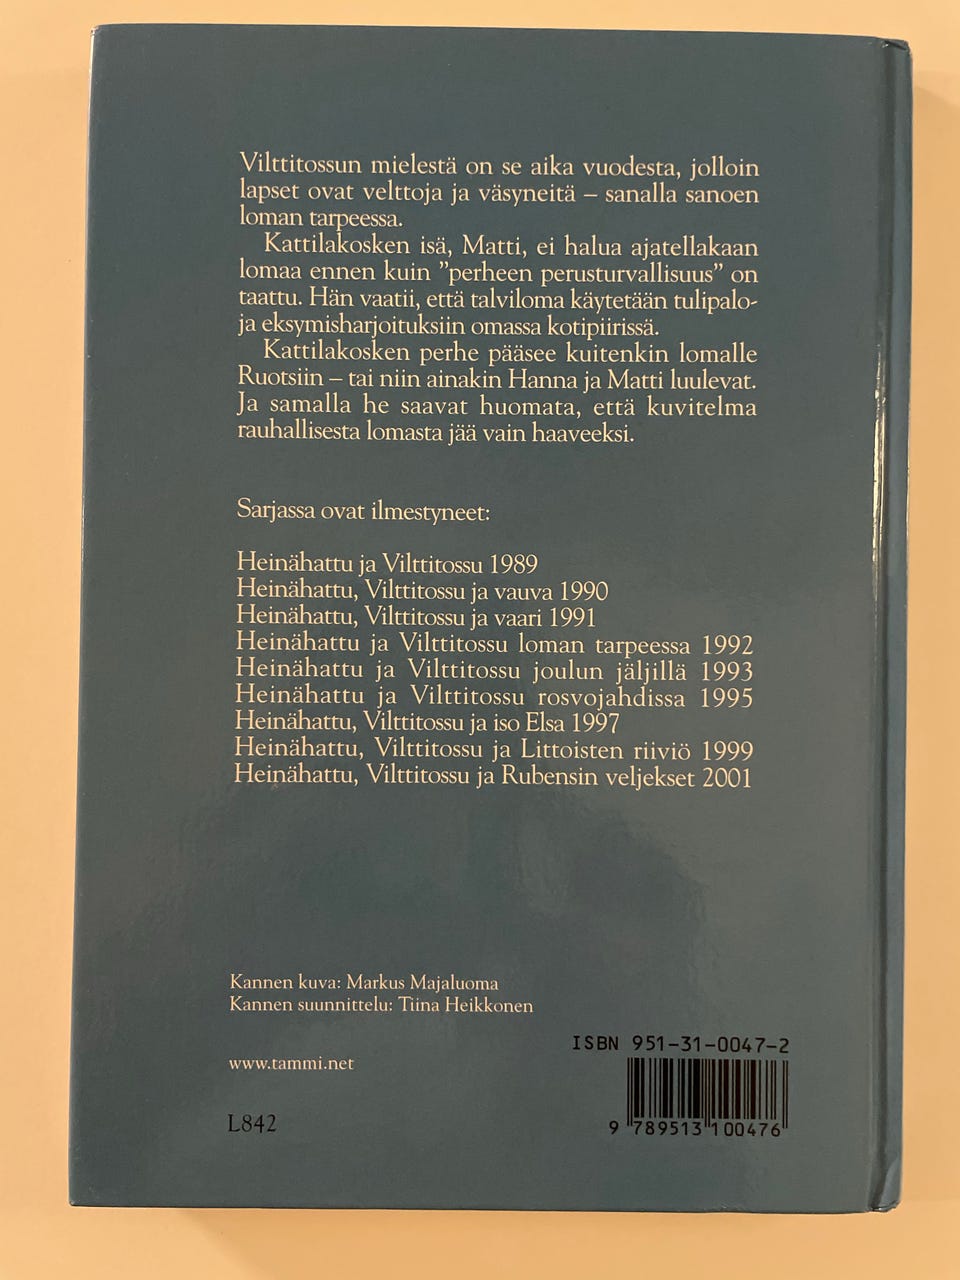 Vilttitossun mielestä on se aika vuodesta, jolloin
lapset ovat velttoja ja väsyneitä – sanalla sanoen
loman tarpeessa.
Kattilakosken isä, Matti, ei halua ajatellakaan
lomaa ennen kuin ”perheen perusturvallisuus” on
taattu. Hän vaatii, että talviloma käytetään tulipalo-
ja eksymisharjoituksiin omassa kotipiirissä.
Kattilakosken perhe pääsee kuitenkin lomalle
Ruotsiin – tai niin ainakin Hanna ja Matti luulevat.
Ja samalla he saavat huomata, että kuvitelma
rauhallisesta lomasta jää vain haaveeksi.
Sarjassa ovat ilmestyneet:
Heinähattu ja Vilttitossu 1989
Heinähattu, Vilttitossu ja vauva 1990
Heinähattu, Vilttitossu ja vaari 1991
Heinähattu ja Vilttitossu loman tarpeessa 1992
Heinähattu ja Vilttitossu joulun jäljillä 1993
Heinähattu ja Vilttitossu rosvojahdissa 1995
Heinähattu, Vilttitossu ja iso Elsa 1997
Heinähattu, Vilttitossu ja Littoisten riiviö 1999
Heinähattu, Vilttitossu ja Rubensin veljekset 2001
Kannen kuva: Markus Majaluoma
Kannen suunnittelu: Tiina Heikkonen
www.tammi.net
L842
ISBN 951-31-0047-2
9 789513 100476